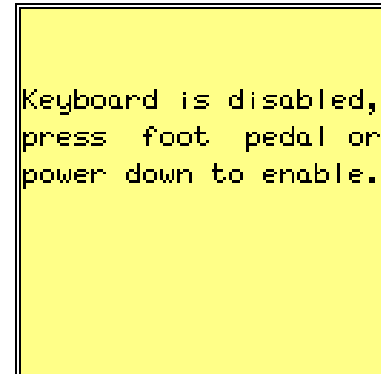 Keyboard is disabled,
press foot pedal or
power down to enable.